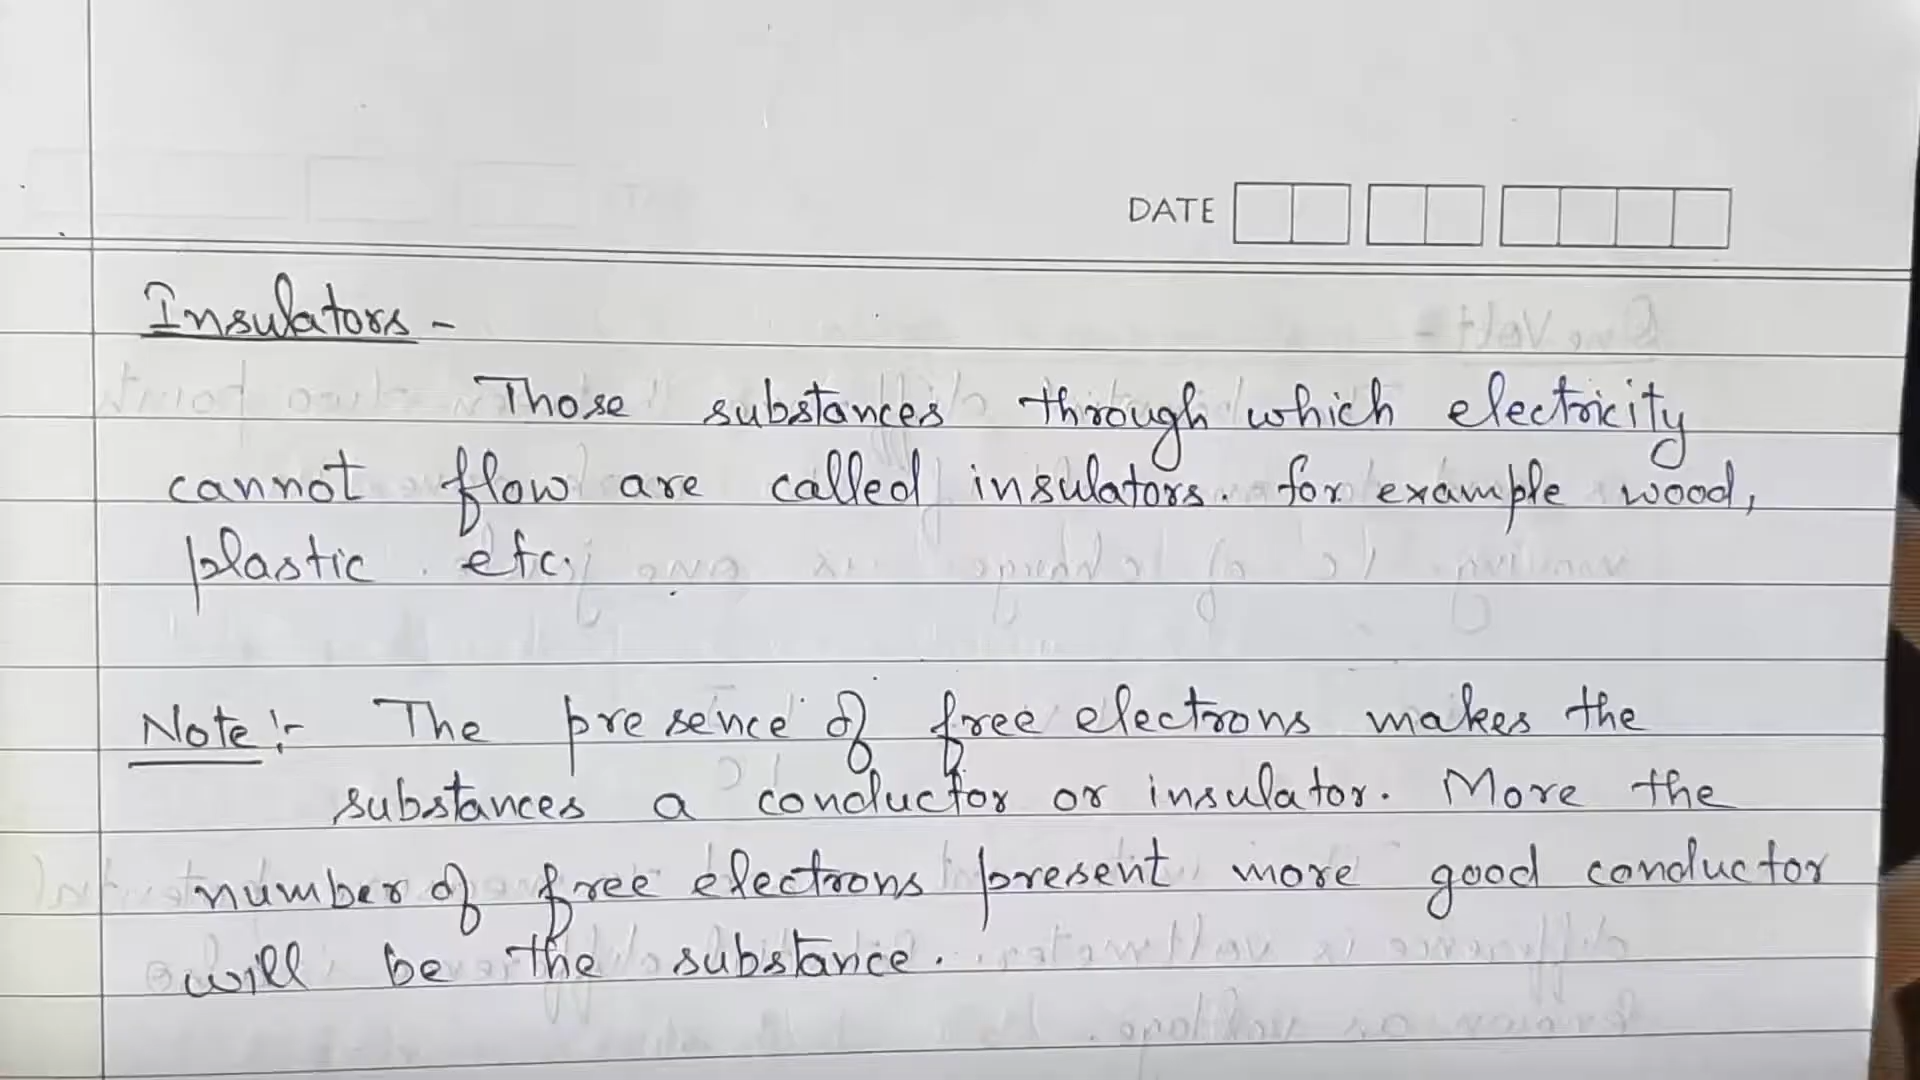 DATE
Insulators -
Those substances through which electricity
cannot flow are called insulators. for example wood,
plastic. etc.
Note :- The presence of free electrons makes the
substances a conductor or insulator. More the
number of free electrons present more good conductor
will be the substance.